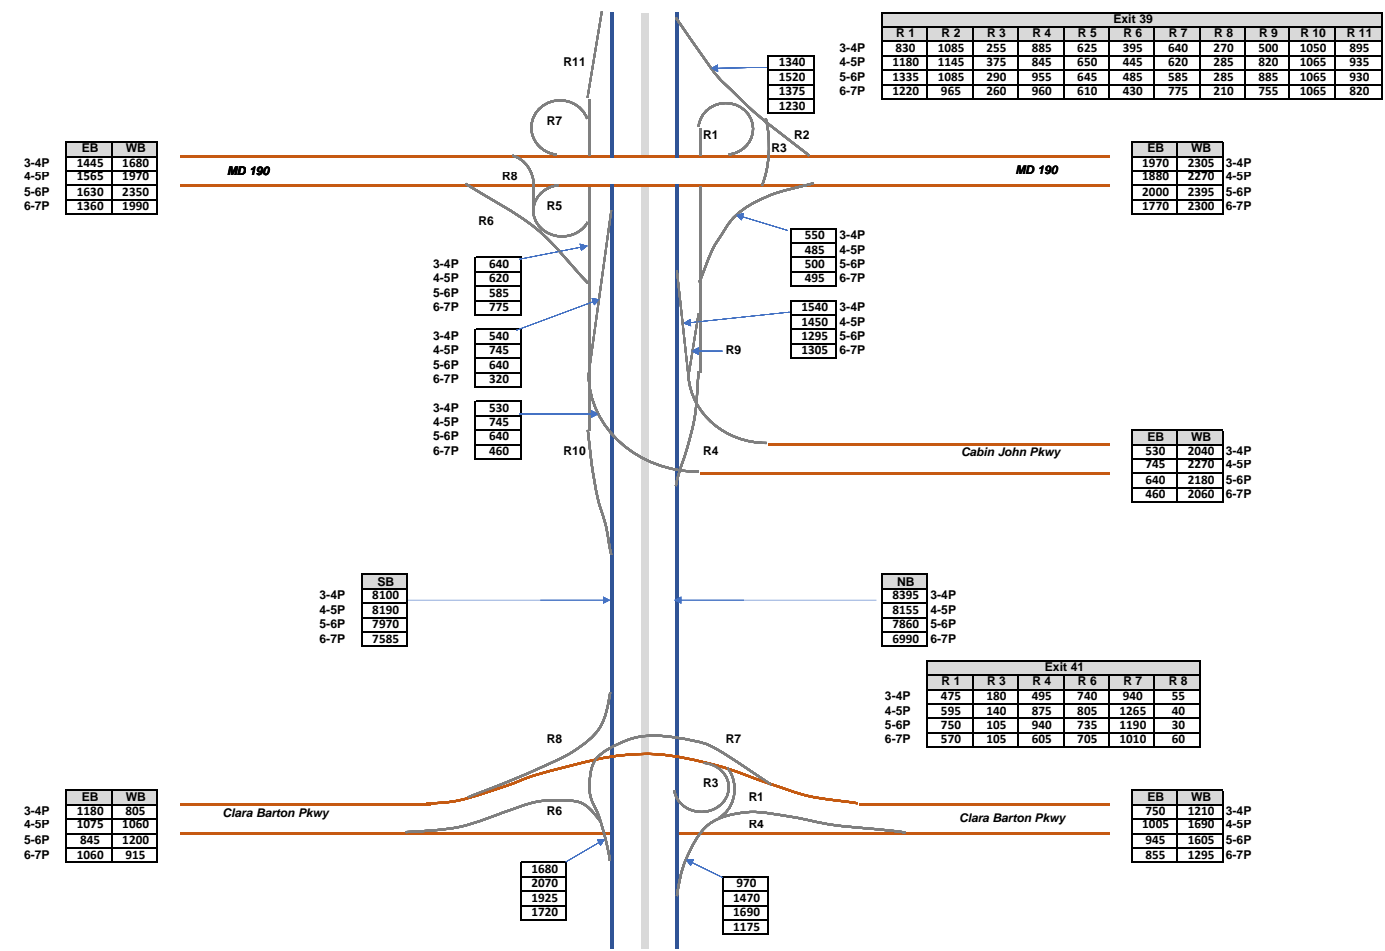 Exit 39
R 1 R 2 R 3 R 4 R 5 R 6 R 7 R 8 R 9 R 10 R 11
3-4P 830 1085 255 885 625 395 640 270 500 1050 895
4-5P 1180 1145 375 845 650 445 620 285 820 1065 935
5-6P 1335 1085 290 955 645 485 585 285 885 1065 930
6-7P 1220 965 260 960 610 430 775 210 755 1065 820
R11
1340
1520
1375
1230
R7
R1
R2
R3
EB WB
3-4P 1445 1680
4-5P 1565 1970
5-6P 1630 2350
6-7P 1360 1990
MD 190
R8
MD 190
EB WB
1970 2305 3-4P
1880 2270 4-5P
2000 2395 5-6P
1770 2300 6-7P
R5
R6
550 3-4P
485 4-5P
500 5-6P
495 6-7P
3-4P 640
4-5P 620
5-6P 585
6-7P 775
1540 3-4P
1450 4-5P
1295 5-6P
1305 6-7P
3-4P 540
4-5P 745
5-6P 640
6-7P 320
R9
3-4P 530
4-5P 745
5-6P 640
6-7P 460
R10
R4
Cabin John Pkwy
EB WB
530 2040 3-4P
745 2270 4-5P
640 2180 5-6P
460 2060 6-7P
SB
3-4P 8100
4-5P 8190
5-6P 7970
6-7P 7585
NB
8395 3-4P
8155 4-5P
7860 5-6P
6990 6-7P
Exit 41
R 1 R 3 R 4 R 6 R 7 R 8
3-4P 475 180 495 740 940 55
4-5P 595 140 875 805 1265 40
5-6P 750 105 940 735 1190 30
6-7P 570 105 605 705 1010 60
R8
R7
R3
R1
R6
R4
EB WB
3-4P 1180 805
4-5P 1075 1060
5-6P 845 1200
6-7P 1060 915
Clara Barton Pkwy
Clara Barton Pkwy
EB WB
750 1210 3-4P
1005 1690 4-5P
945 1605 5-6P
855 1295 6-7P
1680
2070
1925
1720
970
1470
1690
1175